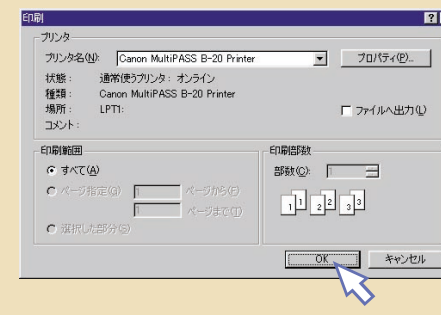 印刷
プリンタ
プリンタ名(N): Canon MultiPASS B-20 Printer プロパティ(P)...
状態： 通常使うプリンタ： オンライン
種類： Canon MultiPASS B-20 Printer
場所： LPT1: ファイルへ出力(L)
コメント：
印刷範囲
すべて(A)
ページ指定(G) 1 ページから(F)
1 ページまで(T)
選択した部分(S)
印刷部数
部数(C): 1
1 1 2 2 3 3
OK キャンセル